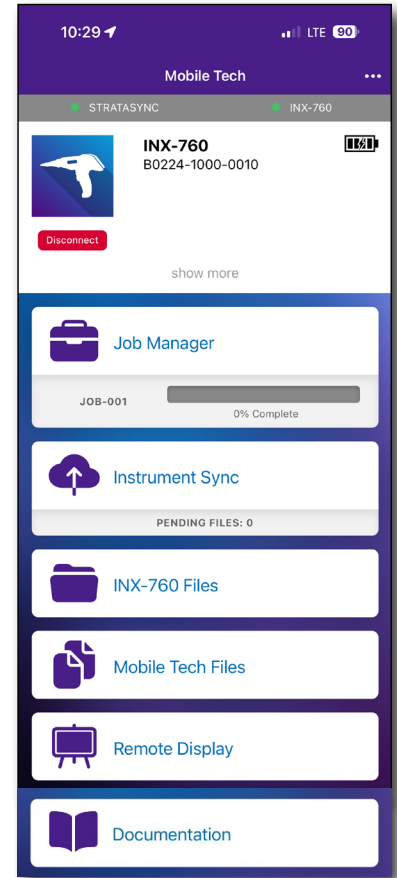 10:29 LTE 90
Mobile Tech
STRATASYNC INX-760
INX-760
B0224-1000-0010
Disconnect
show more
Job Manager
JOB-001
0% Complete
Instrument Sync
PENDING FILES: 0
INX-760 Files
Mobile Tech Files
Remote Display
Documentation